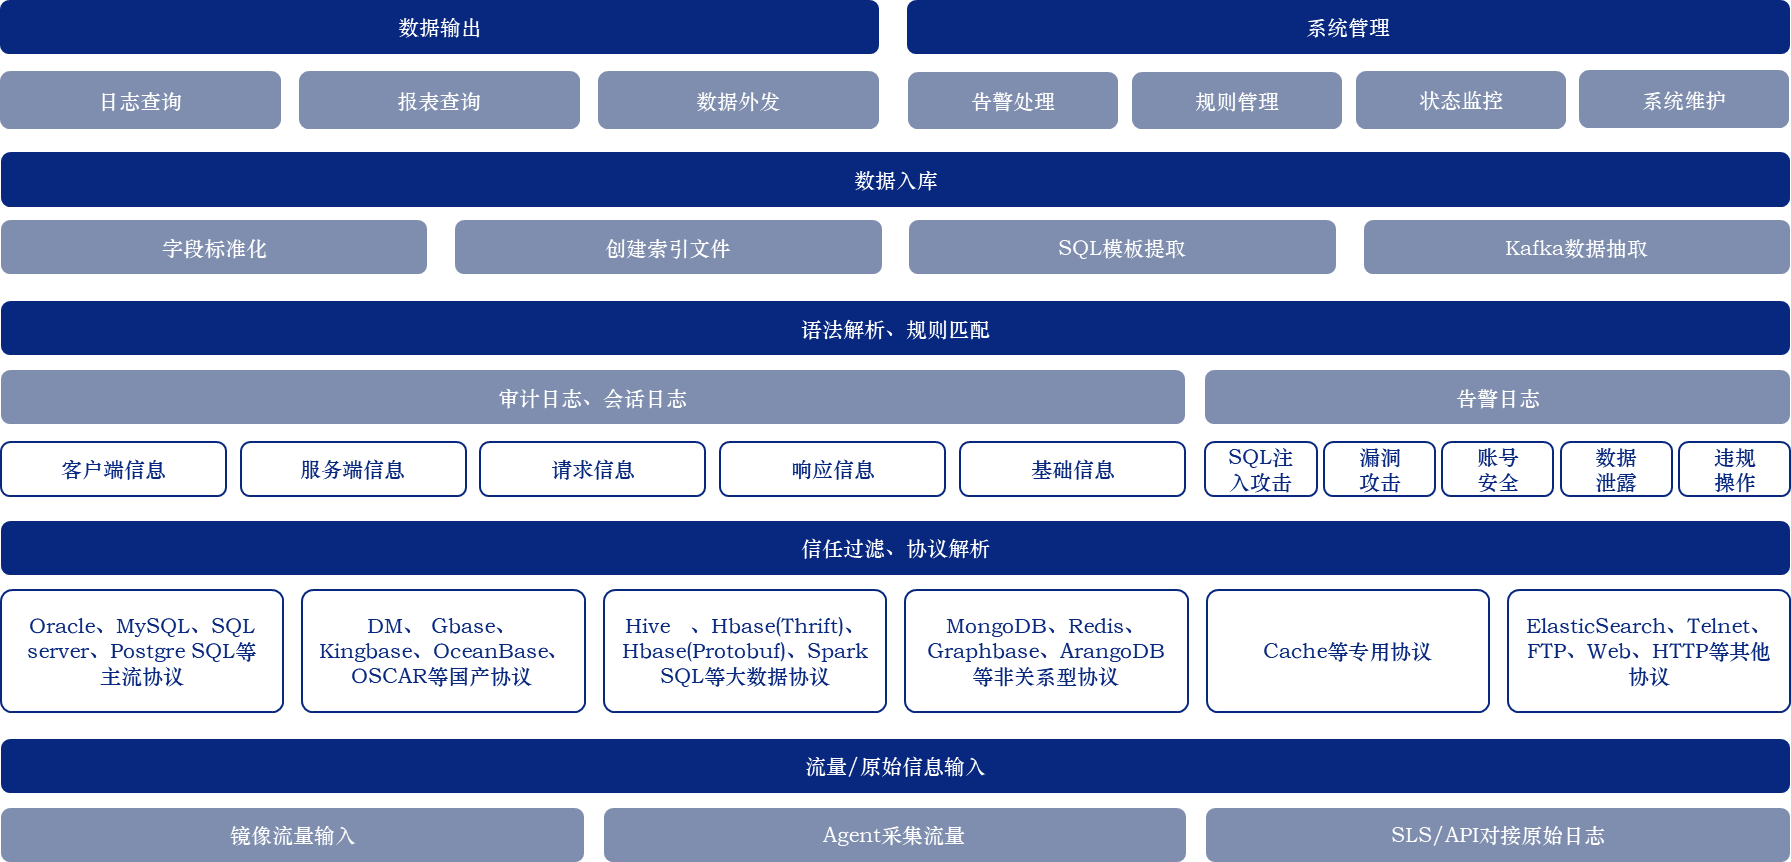 数据输出
系统管理
日志查询
报表查询
数据外发
告警处理
规则管理
状态监控
系统维护
数据入库
字段标准化
创建索引文件
SQL模板提取
Kafka数据抽取
语法解析、规则匹配
审计日志、会话日志
告警日志
客户端信息
服务端信息
请求信息
响应信息
基础信息
SQL注
入攻击
漏洞
攻击
账号
安全
数据
泄露
违规
操作
信任过滤、协议解析
Oracle、MySQL、SQL
server、Postgre SQL等
主流协议
DM、 Gbase、
Kingbase、OceanBase、
OSCAR等国产协议
Hive 、Hbase(Thrift)、
Hbase(Protobuf)、Spark
SQL等大数据协议
MongoDB、Redis、
Graphbase、ArangoDB
等非关系型协议
Cache等专用协议
ElasticSearch、Telnet、
FTP、Web、HTTP等其他
协议
流量/原始信息输入
镜像流量输入
Agent采集流量
SLS/API对接原始日志